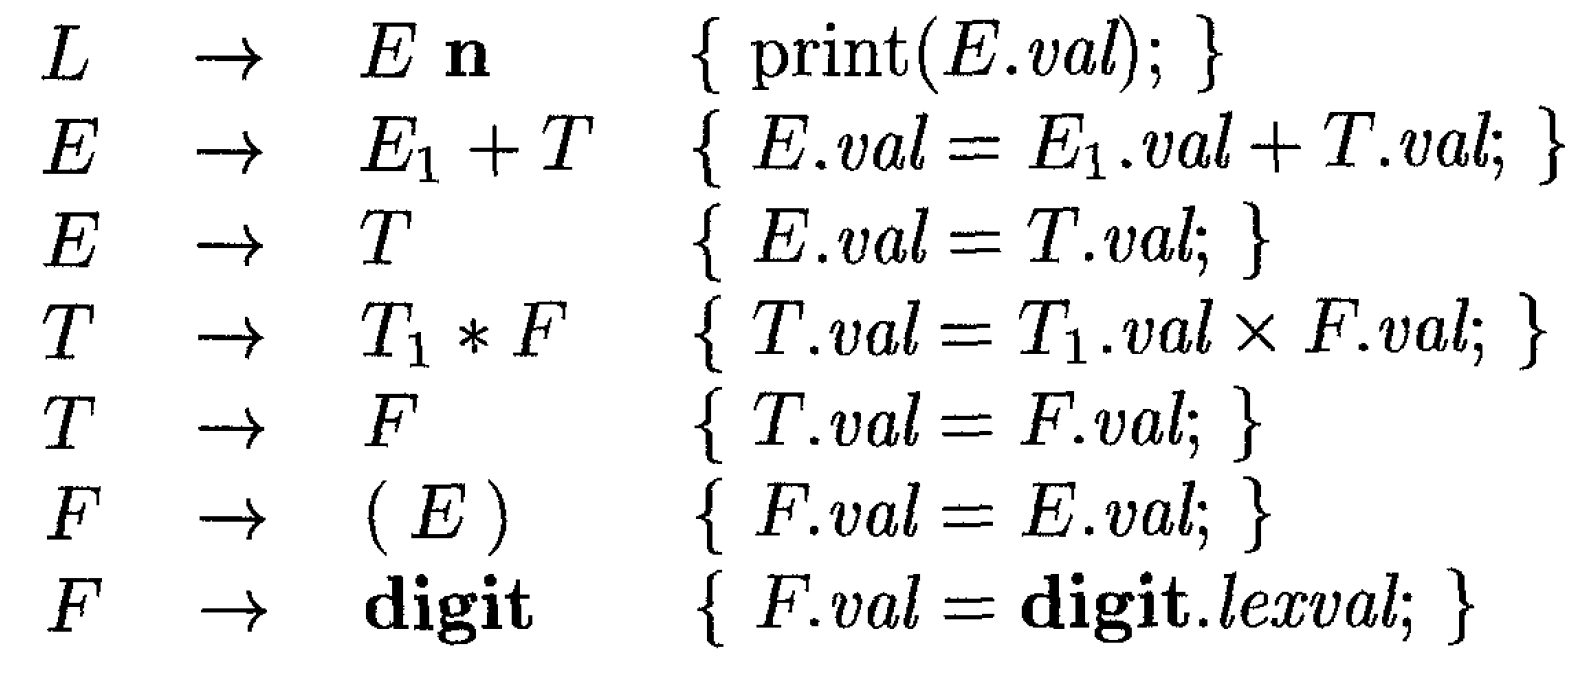 L → E n { print(E.val); }
E → E₁ + T { E.val = E₁.val + T.val; }
E → T { E.val = T.val; }
T → T₁ * F { T.val = T₁.val × F.val; }
T → F { T.val = F.val; }
F → ( E ) { F.val = E.val; }
F → digit { F.val = digit.lexval; }